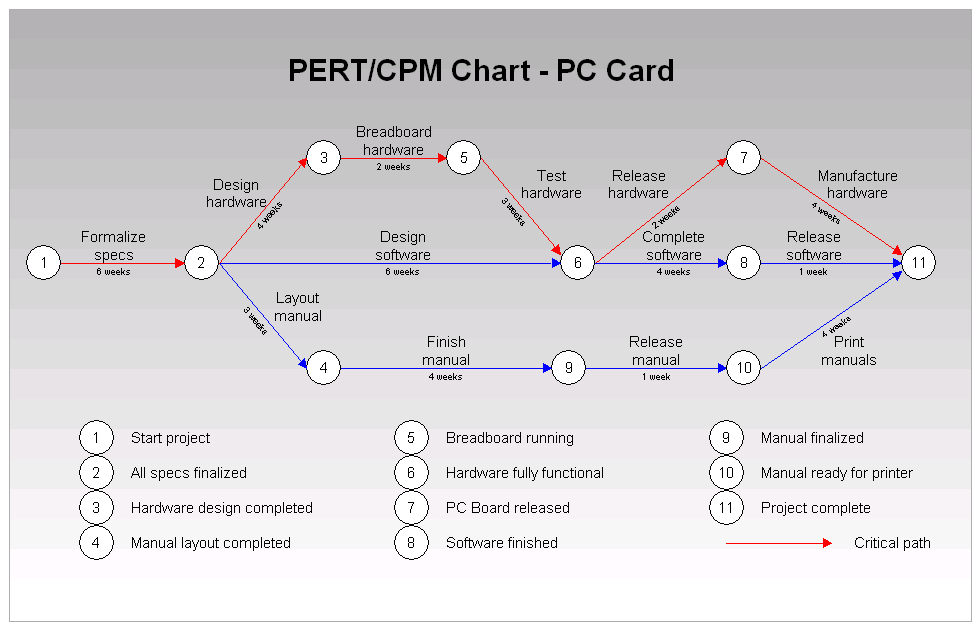 PERT/CPM Chart - PC Card
Breadboard
hardware
2 weeks
3
5
7
Design
hardware
4 weeks
Test
hardware
3 weeks
Release
hardware
2 weeks
Manufacture
hardware
4 weeks
1
Formalize
specs
6 weeks
2
Design
software
6 weeks
6
Complete
software
4 weeks
8
Release
software
1 week
11
Layout
manual
3 weeks
4
Finish
manual
4 weeks
9
Release
manual
1 week
10
4 weeks
Print
manuals
1 Start project
2 All specs finalized
3 Hardware design completed
4 Manual layout completed
5 Breadboard running
6 Hardware fully functional
7 PC Board released
8 Software finished
9 Manual finalized
10 Manual ready for printer
11 Project complete
Critical path